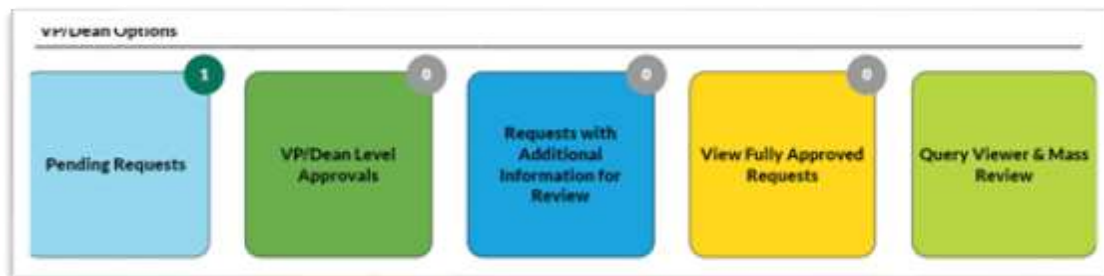 VP/Dean Options
1
0
0
0
Pending Requests
VP/Dean Level
Approvals
Requests with
Additional
Information for
Review
View Fully Approved
Requests
Query Viewer & Mass
Review